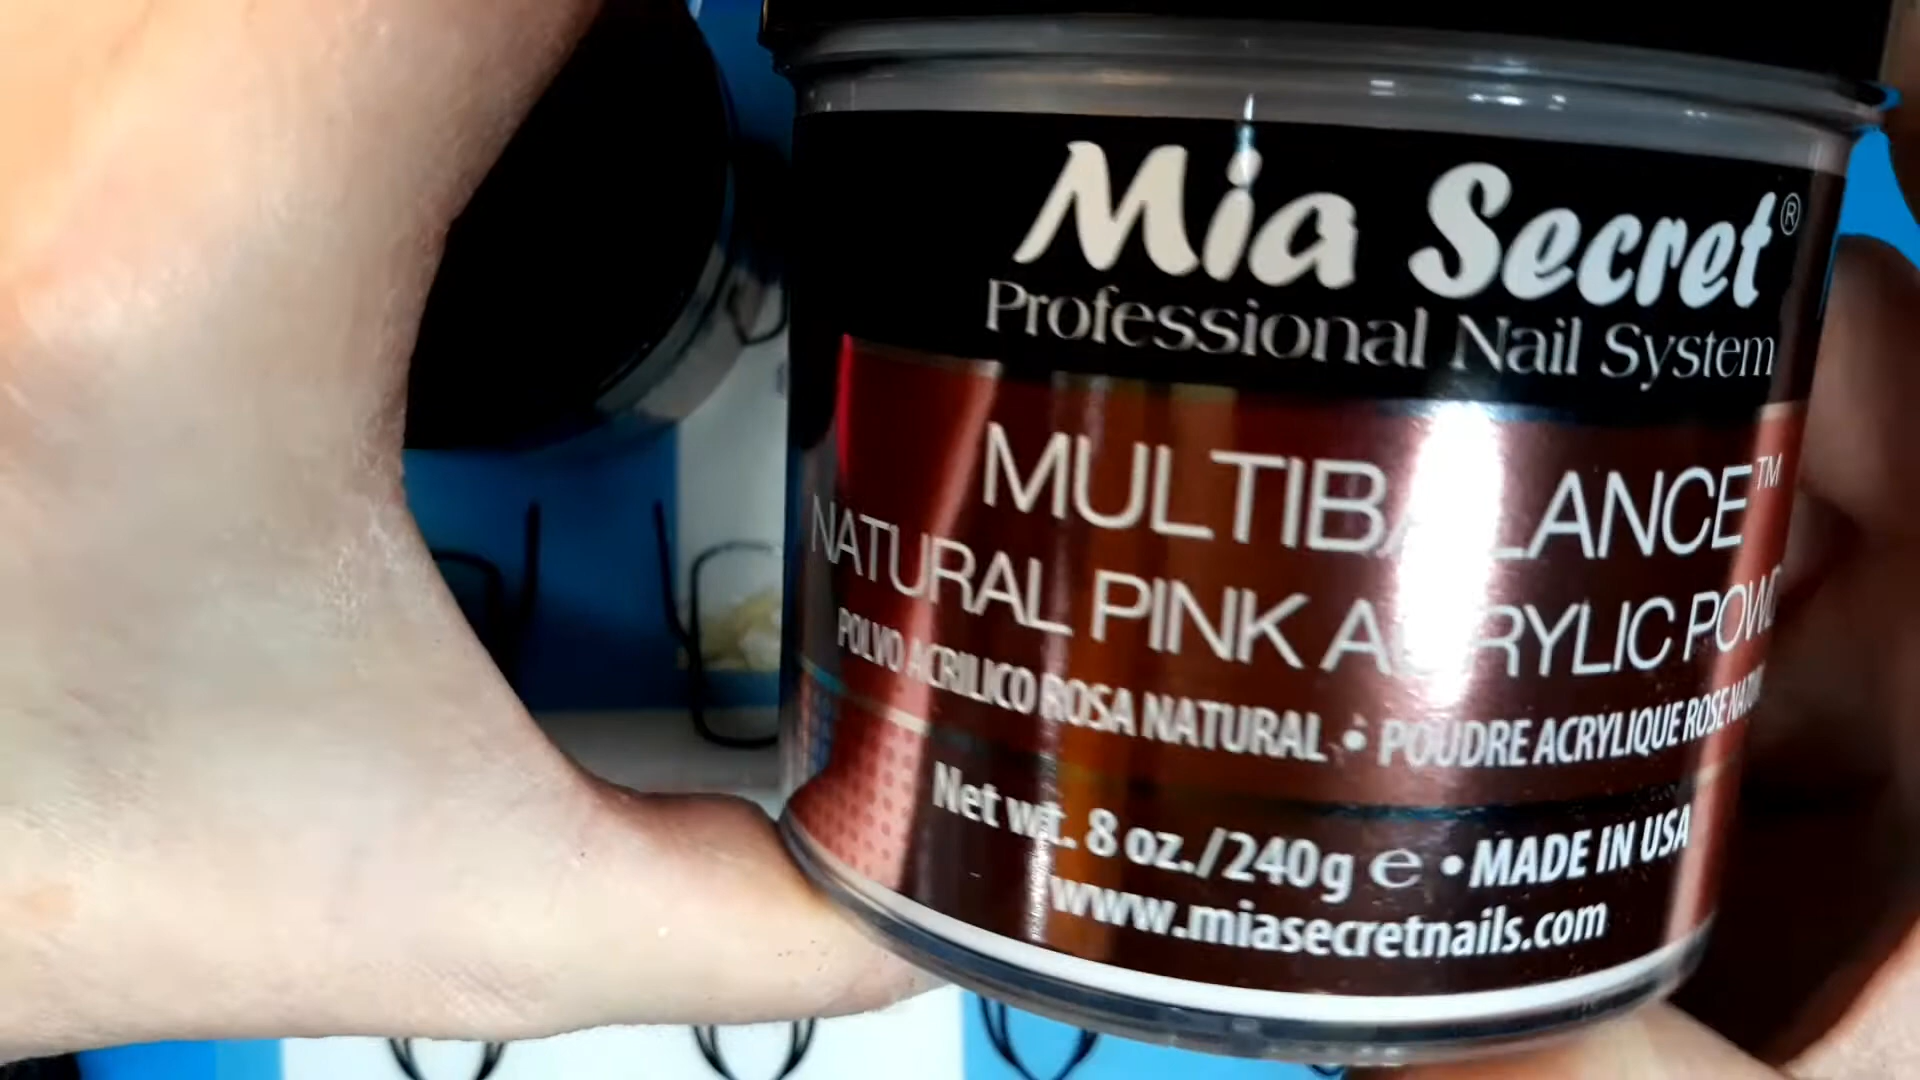 Mia Secret®
Professional Nail System
MULTIBALANCE™
NATURAL PINK ACRYLIC POWD
POLVO ACRILICO ROSA NATURAL • POUDRE ACRYLIQUE ROSE NATU
Net wt. 8 oz./240g ℮ • MADE IN USA
www.miasecretnails.com